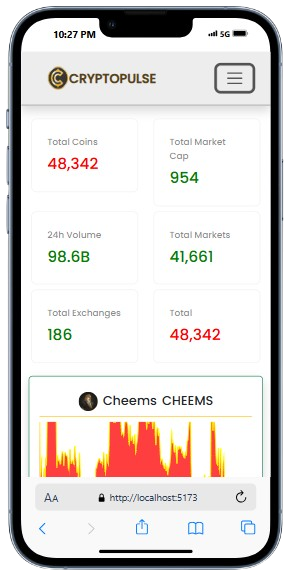 10:27 PM
5G
CRYPTOPULSE
Total Coins
48,342
Total Market
Cap
954
24h Volume
98.6B
Total Markets
41,661
Total Exchanges
186
Total
48,342
Cheems CHEEMS
AA
http://localhost:5173